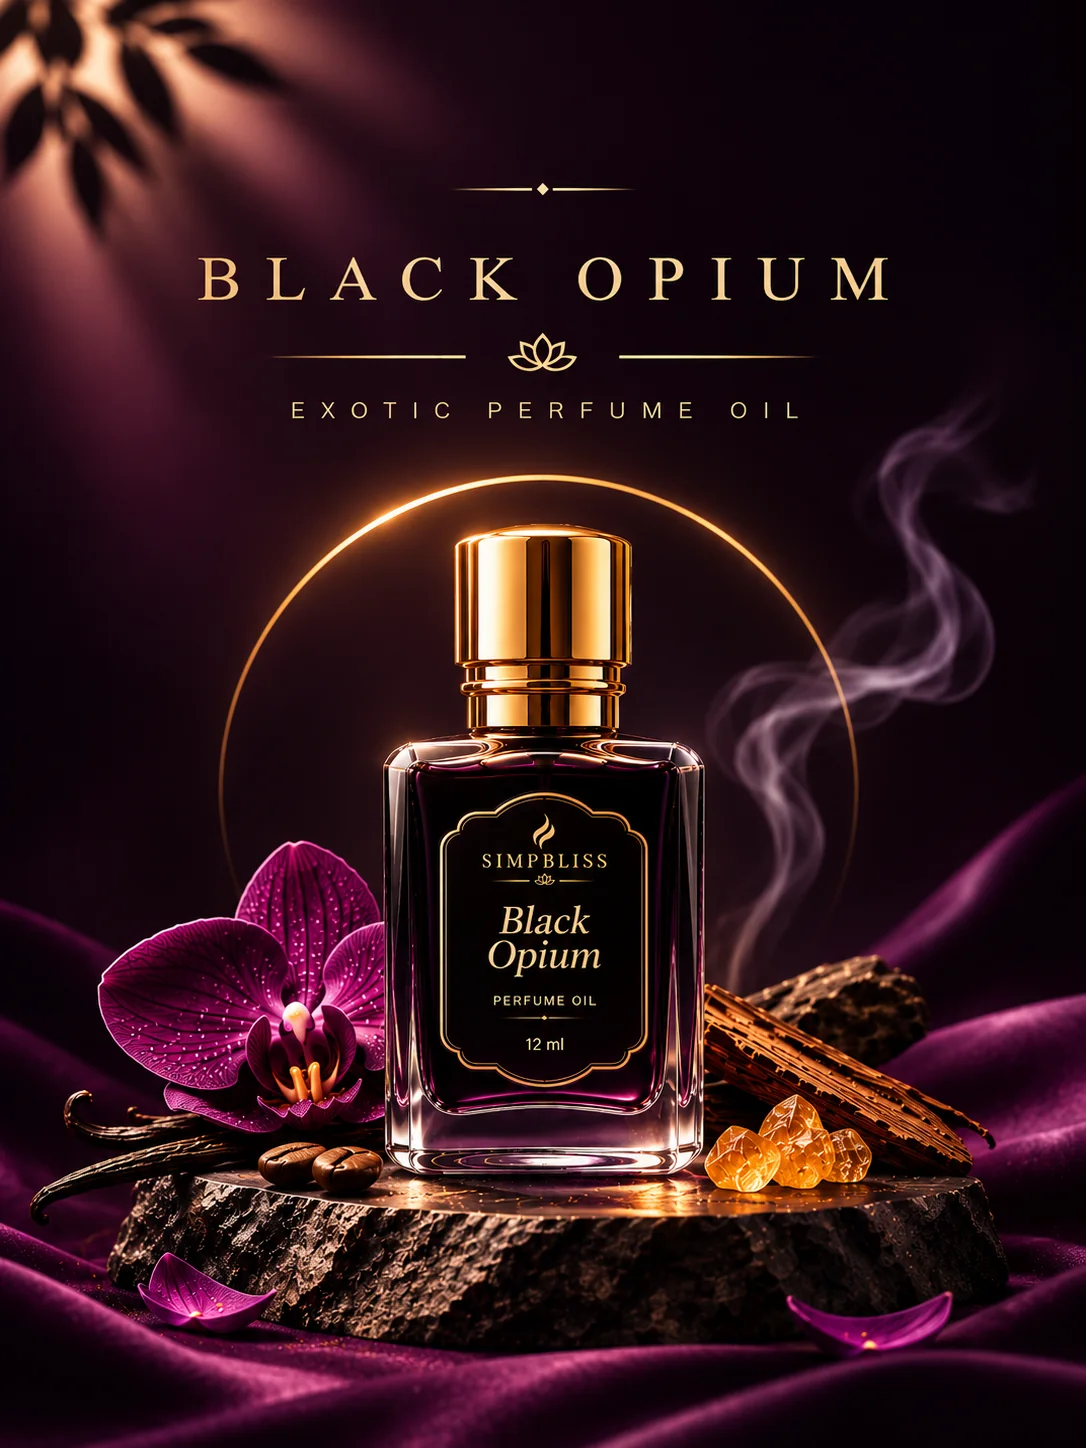 BLACK OPIUM
EXOTIC PERFUME OIL
SIMPBLISS
Black
Opium
PERFUME OIL
12 ml